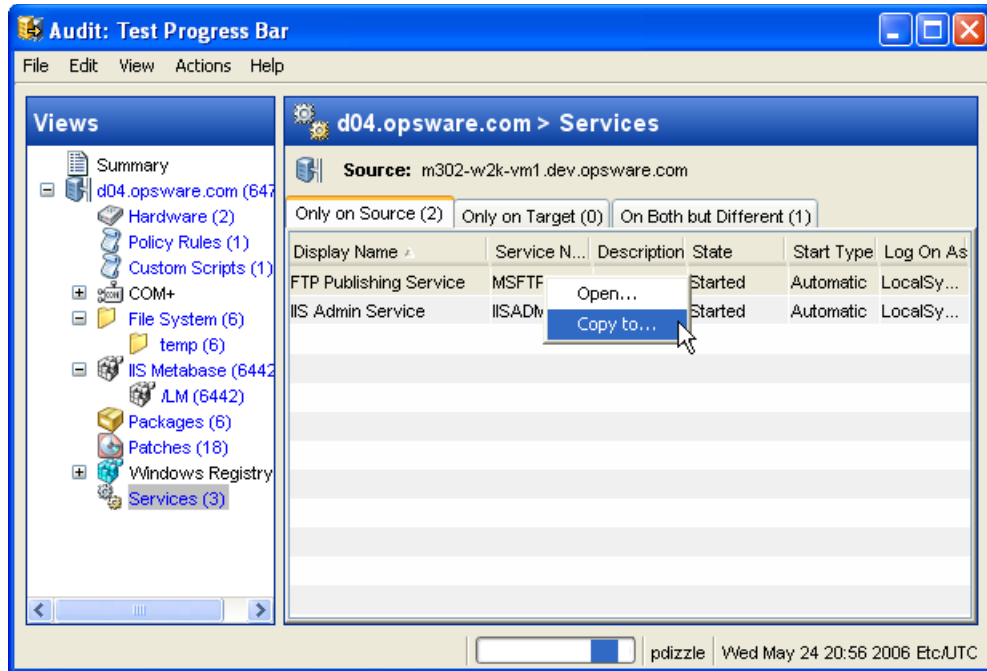 Audit: Test Progress Bar
File Edit View Actions Help
Views
Summary
d04.opsware.com (647
Hardware (2)
Policy Rules (1)
Custom Scripts (1)
COM+
File System (6)
temp (6)
IIS Metabase (6442
/LM (6442)
Packages (6)
Patches (18)
Windows Registry
Services (3)
d04.opsware.com > Services
Source: m302-w2k-vm1.dev.opsware.com
Only on Source (2) Only on Target (0) On Both but Different (1)
Display Name Service N... Description State Start Type Log On As
FTP Publishing Service MSFTP Started Automatic LocalSy...
IIS Admin Service IISADM Started Automatic LocalSy...
Open...
Copy to...
pdizzle Wed May 24 20:56 2006 Etc/UTC